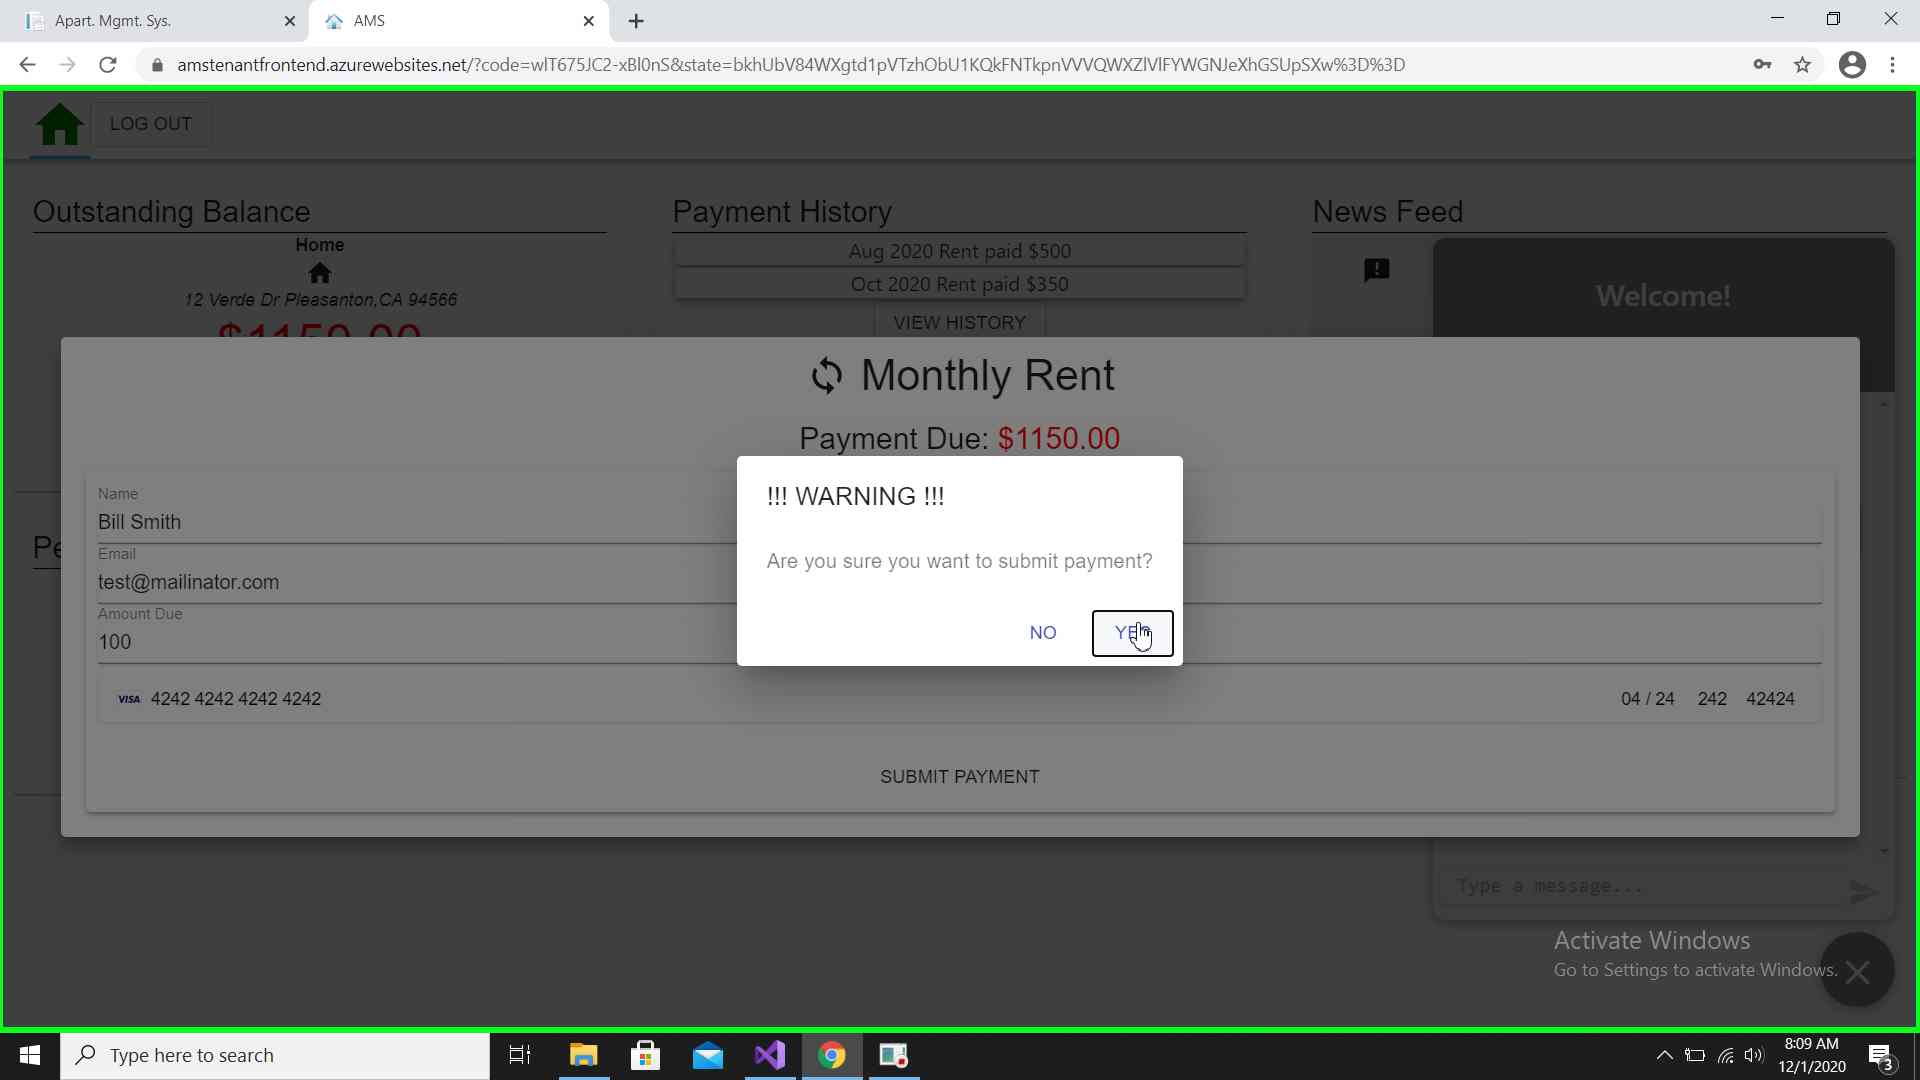 Apart. Mgmt. Sys.
AMS
amstenantfrontend.azurewebsites.net/?code=wlT675JC2-xBl0nS&state=bkhUbV84WXgtd1pVTzhObU1KQkFNTkpnVVVQWXZlVlFYWGNJeXhGSUpSXw%3D%3D
LOG OUT
Outstanding Balance
Payment History
News Feed
Home
12 Verde Dr Pleasanton,CA 94566
$1150.00
Aug 2020 Rent paid $500
Oct 2020 Rent paid $350
VIEW HISTORY
Welcome!
Monthly Rent
Payment Due: $1150.00
!!! WARNING !!!
Are you sure you want to submit payment?
NO
YES
Name
Bill Smith
Email
test@mailinator.com
Amount Due
100
VISA 4242 4242 4242 4242 04 / 24 242 42424
SUBMIT PAYMENT
Type a message...
Activate Windows
Go to Settings to activate Windows.
Type here to search
8:09 AM
12/1/2020
3